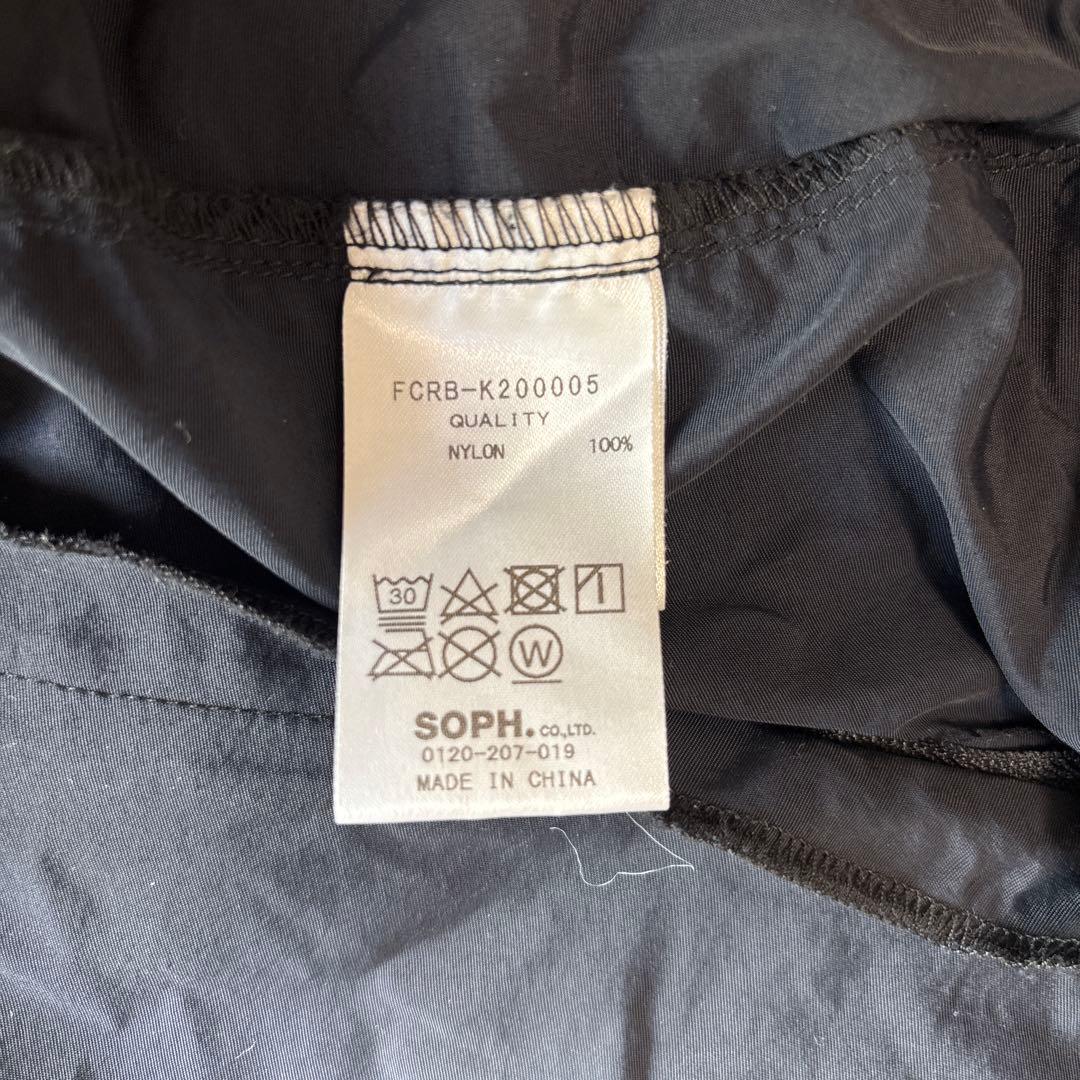 FCRB-K200005
QUALITY
NYLON 100%
30
W
SOPH. CO.,LTD.
0120-207-019
MADE IN CHINA